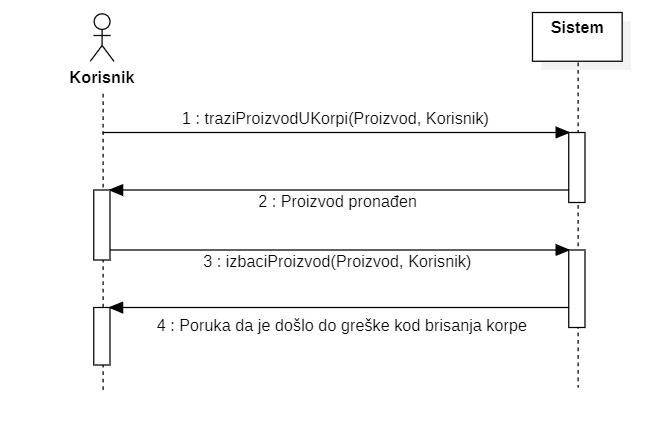 Korisnik
Sistem
1 : traziProizvodUKorpi(Proizvod, Korisnik)
2 : Proizvod pronađen
3 : izbaciProizvod(Proizvod, Korisnik)
4 : Poruka da je došlo do greške kod brisanja korpe